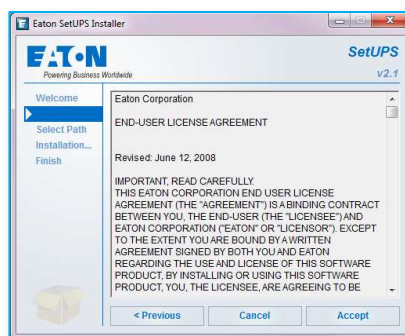 Eaton SetUPS Installer
EATON
Powering Business Worldwide
SetUPS
v2.1
Welcome
Select Path
Installation...
Finish
Eaton Corporation
END-USER LICENSE AGREEMENT
Revised: June 12, 2008
IMPORTANT, READ CAREFULLY.
THIS EATON CORPORATION END USER LICENSE
AGREEMENT (THE "AGREEMENT") IS A BINDING CONTRACT
BETWEEN YOU, THE END-USER (THE "LICENSEE") AND
EATON CORPORATION ("EATON" OR "LICENSOR"). EXCEPT
TO THE EXTENT YOU ARE BOUND BY A WRITTEN
AGREEMENT SIGNED BY BOTH YOU AND EATON
REGARDING THE USE AND LICENSE OF THIS SOFTWARE
PRODUCT, BY INSTALLING OR USING THIS SOFTWARE
PRODUCT, YOU, THE LICENSEE, ARE AGREEING TO BE
< Previous
Cancel
Accept